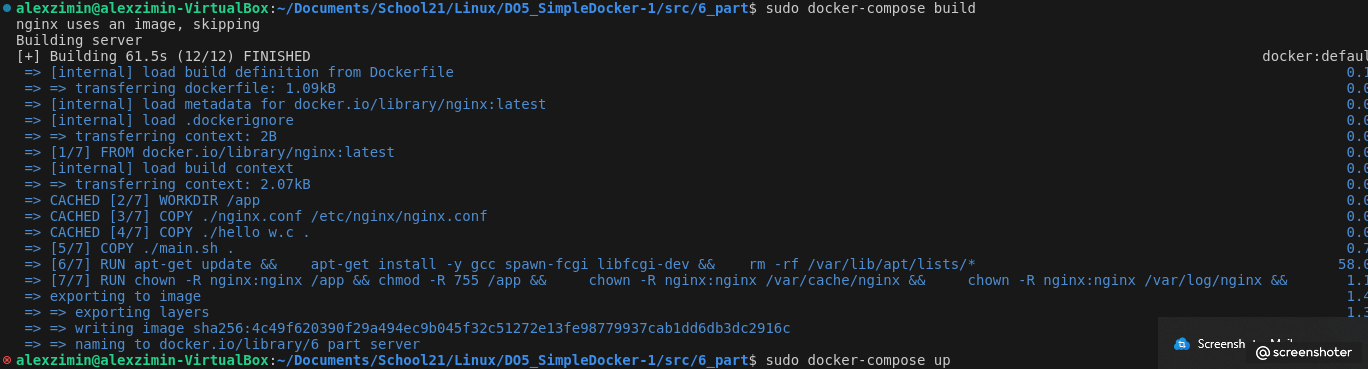 alexzimin@alexzimin-VirtualBox:~/Documents/School21/Linux/DO5_SimpleDocker-1/src/6_part$ sudo docker-compose build
nginx uses an image, skipping
Building server
[+] Building 61.5s (12/12) FINISHED docker:defaul
=> [internal] load build definition from Dockerfile 0.1
=> => transferring dockerfile: 1.09kB 0.0
=> [internal] load metadata for docker.io/library/nginx:latest 0.0
=> [internal] load .dockerignore 0.0
=> => transferring context: 2B 0.0
=> [1/7] FROM docker.io/library/nginx:latest 0.0
=> [internal] load build context 0.0
=> => transferring context: 2.07kB 0.0
=> CACHED [2/7] WORKDIR /app 0.0
=> CACHED [3/7] COPY ./nginx.conf /etc/nginx/nginx.conf 0.0
=> CACHED [4/7] COPY ./hello w.c . 0.0
=> [5/7] COPY ./main.sh . 0.7
=> [6/7] RUN apt-get update && apt-get install -y gcc spawn-fcgi libfcgi-dev && rm -rf /var/lib/apt/lists/* 58.0
=> [7/7] RUN chown -R nginx:nginx /app && chmod -R 755 /app && chown -R nginx:nginx /var/cache/nginx && chown -R nginx:nginx /var/log/nginx && 1.1
=> exporting to image 1.4
=> => exporting layers 1.3
=> => writing image sha256:4c49f620390f29a494ec9b045f32c51272e13fe98779937cab1dd6db3dc2916c
=> => naming to docker.io/library/6 part server
alexzimin@alexzimin-VirtualBox:~/Documents/School21/Linux/DO5_SimpleDocker-1/src/6_part$ sudo docker-compose up
@screenshoter